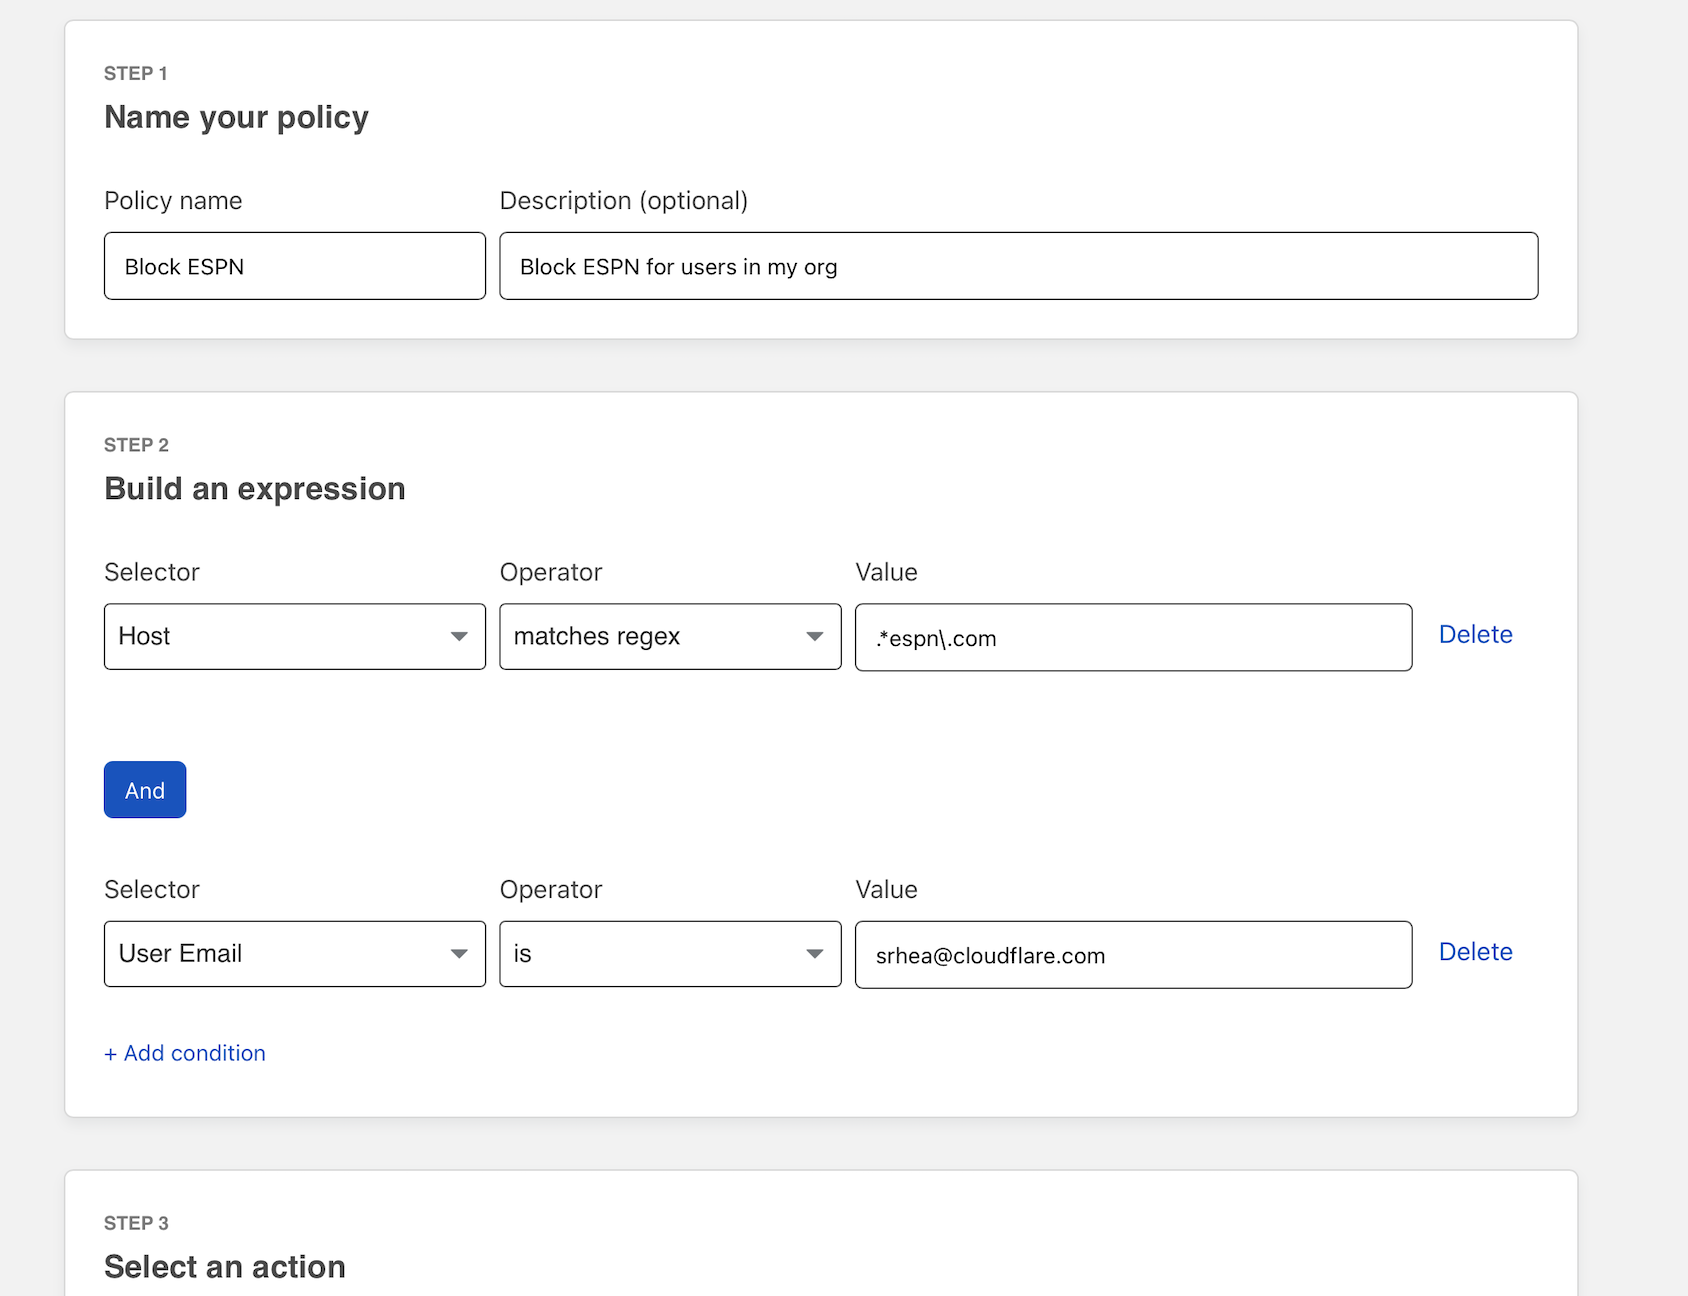 STEP 1
Name your policy
Policy name Description (optional)
Block ESPN Block ESPN for users in my org
STEP 2
Build an expression
Selector Operator Value
Host matches regex .*espn\.com Delete
And
Selector Operator Value
User Email is srhea@cloudflare.com Delete
+ Add condition
STEP 3
Select an action